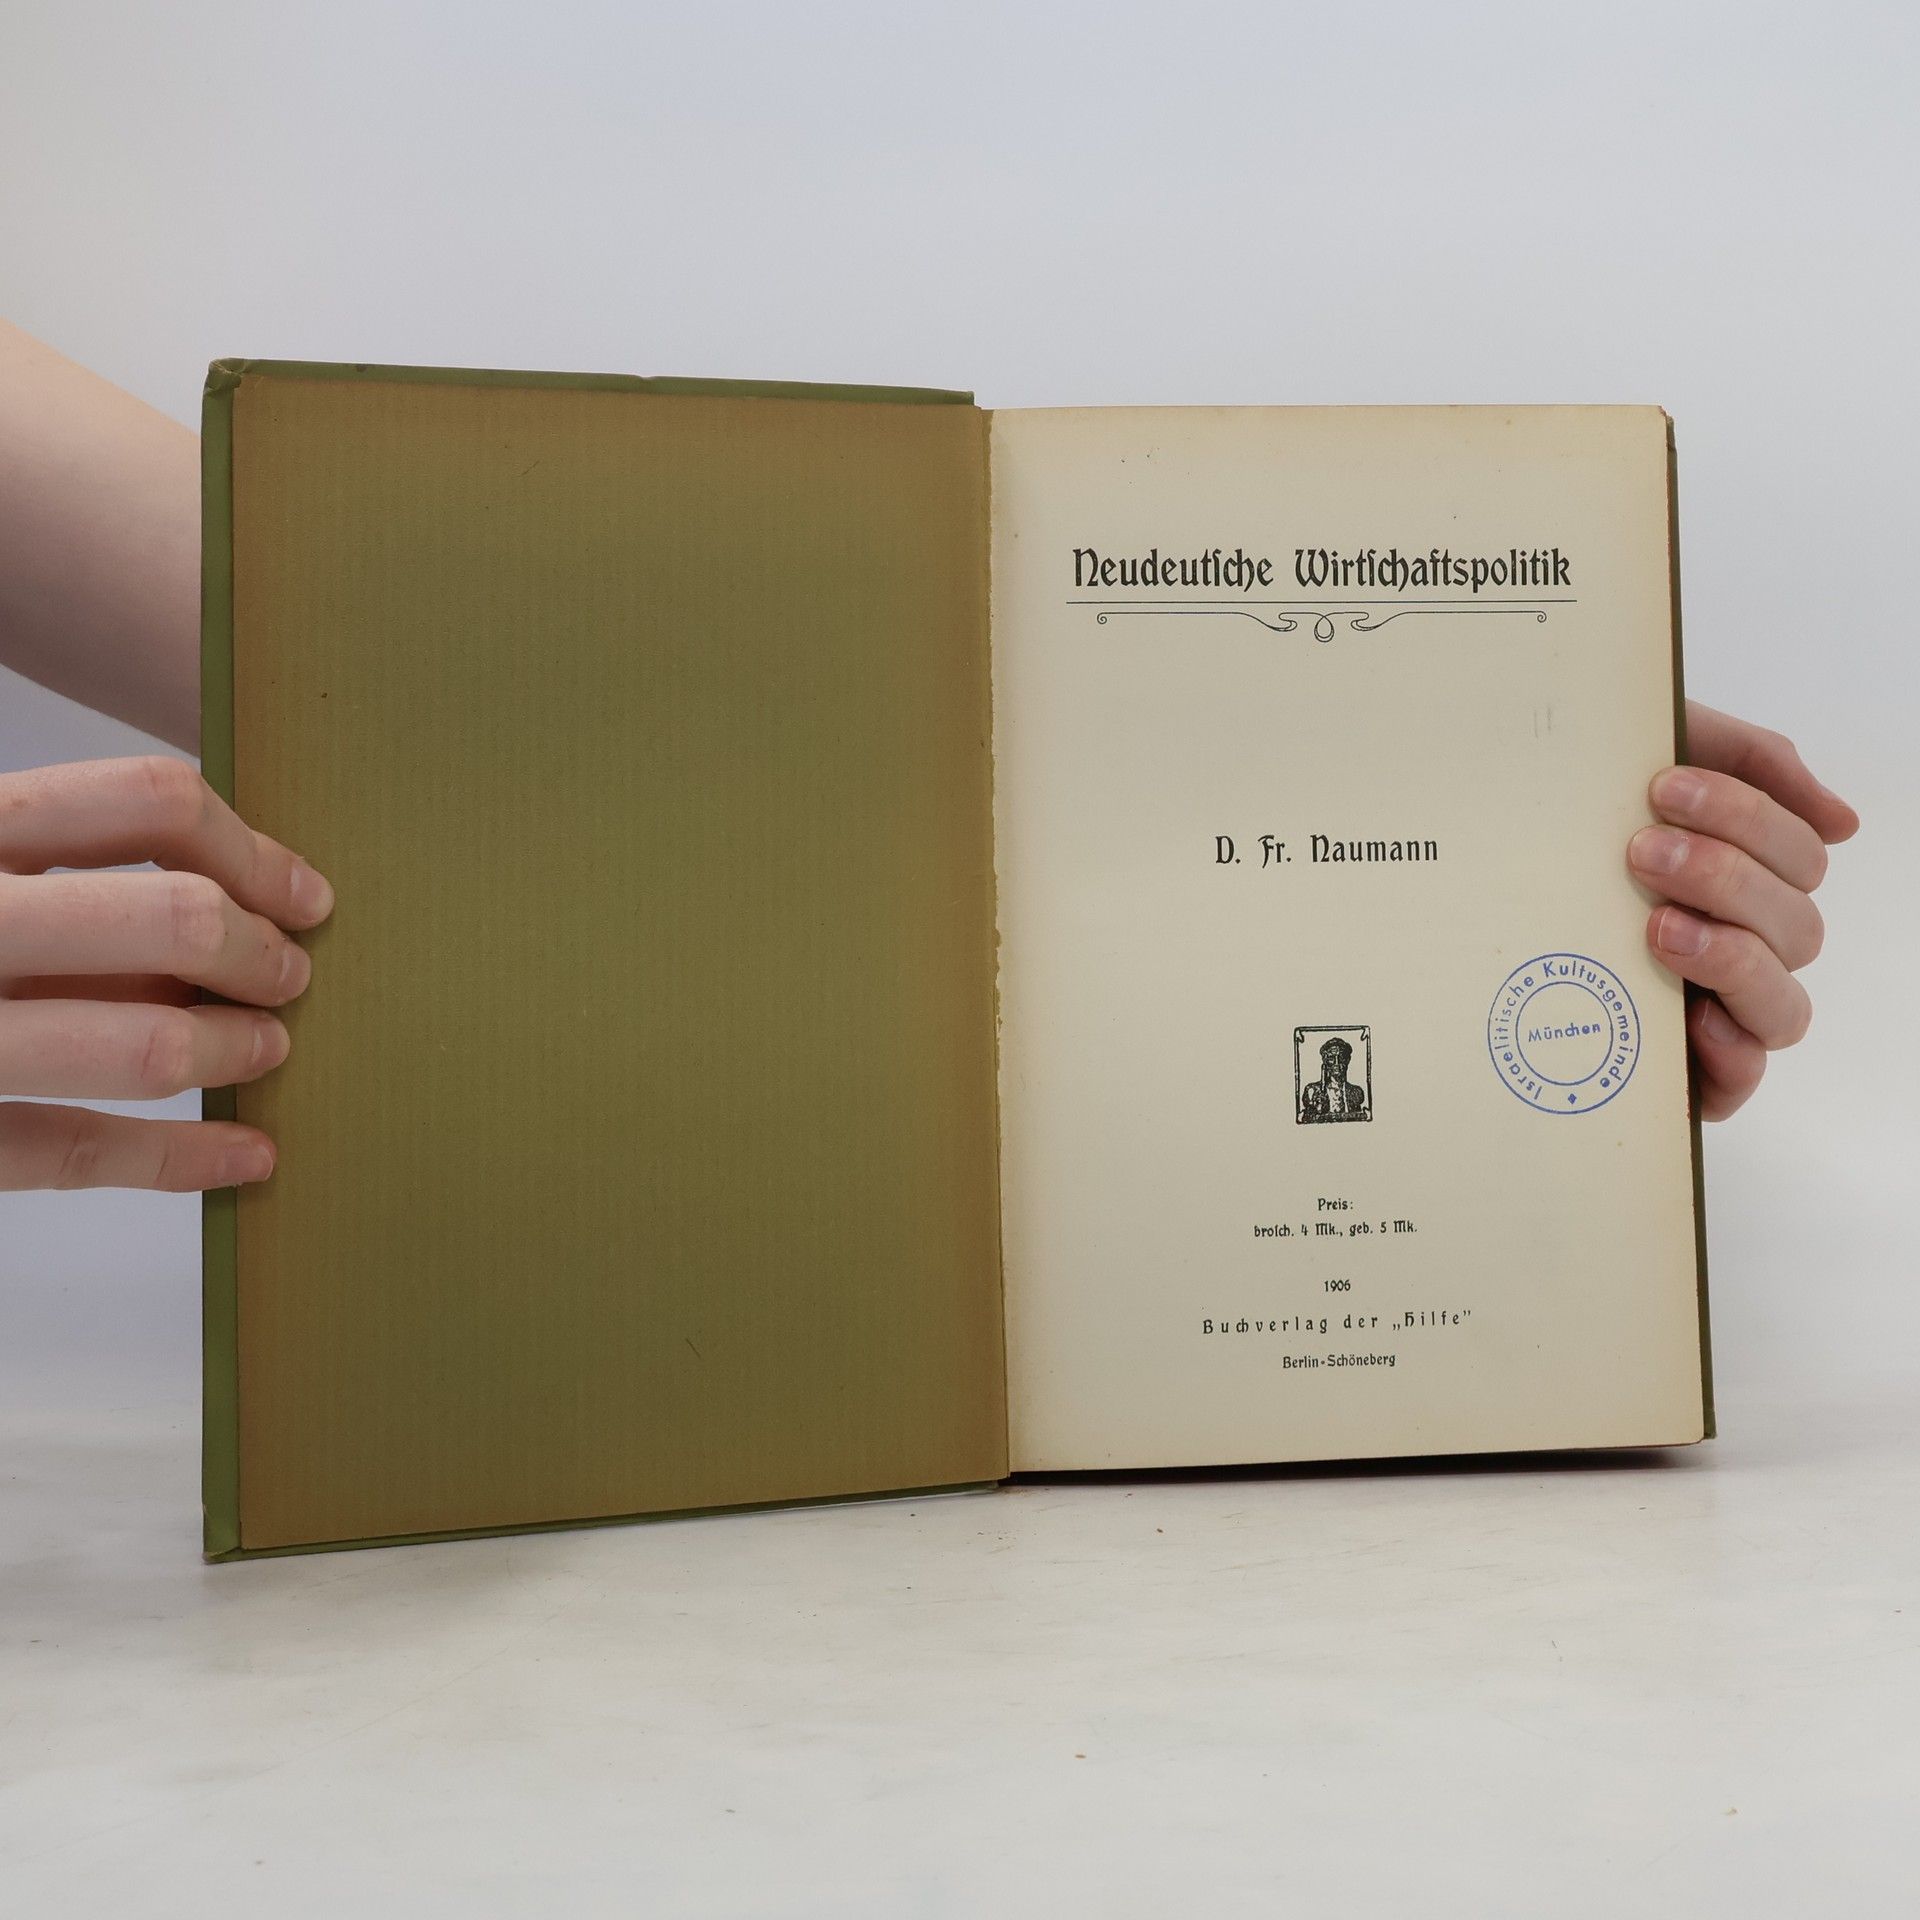 Neudeutſche Wirtſchaftspolitik
D. Fr. Naumann
Israelitische Kultusgemeinde
München
Preis:
broſch. 4 Mk., geb. 5 Mk.
1906
Buchverlag der „Hilfe”
Berlin-Schöneberg